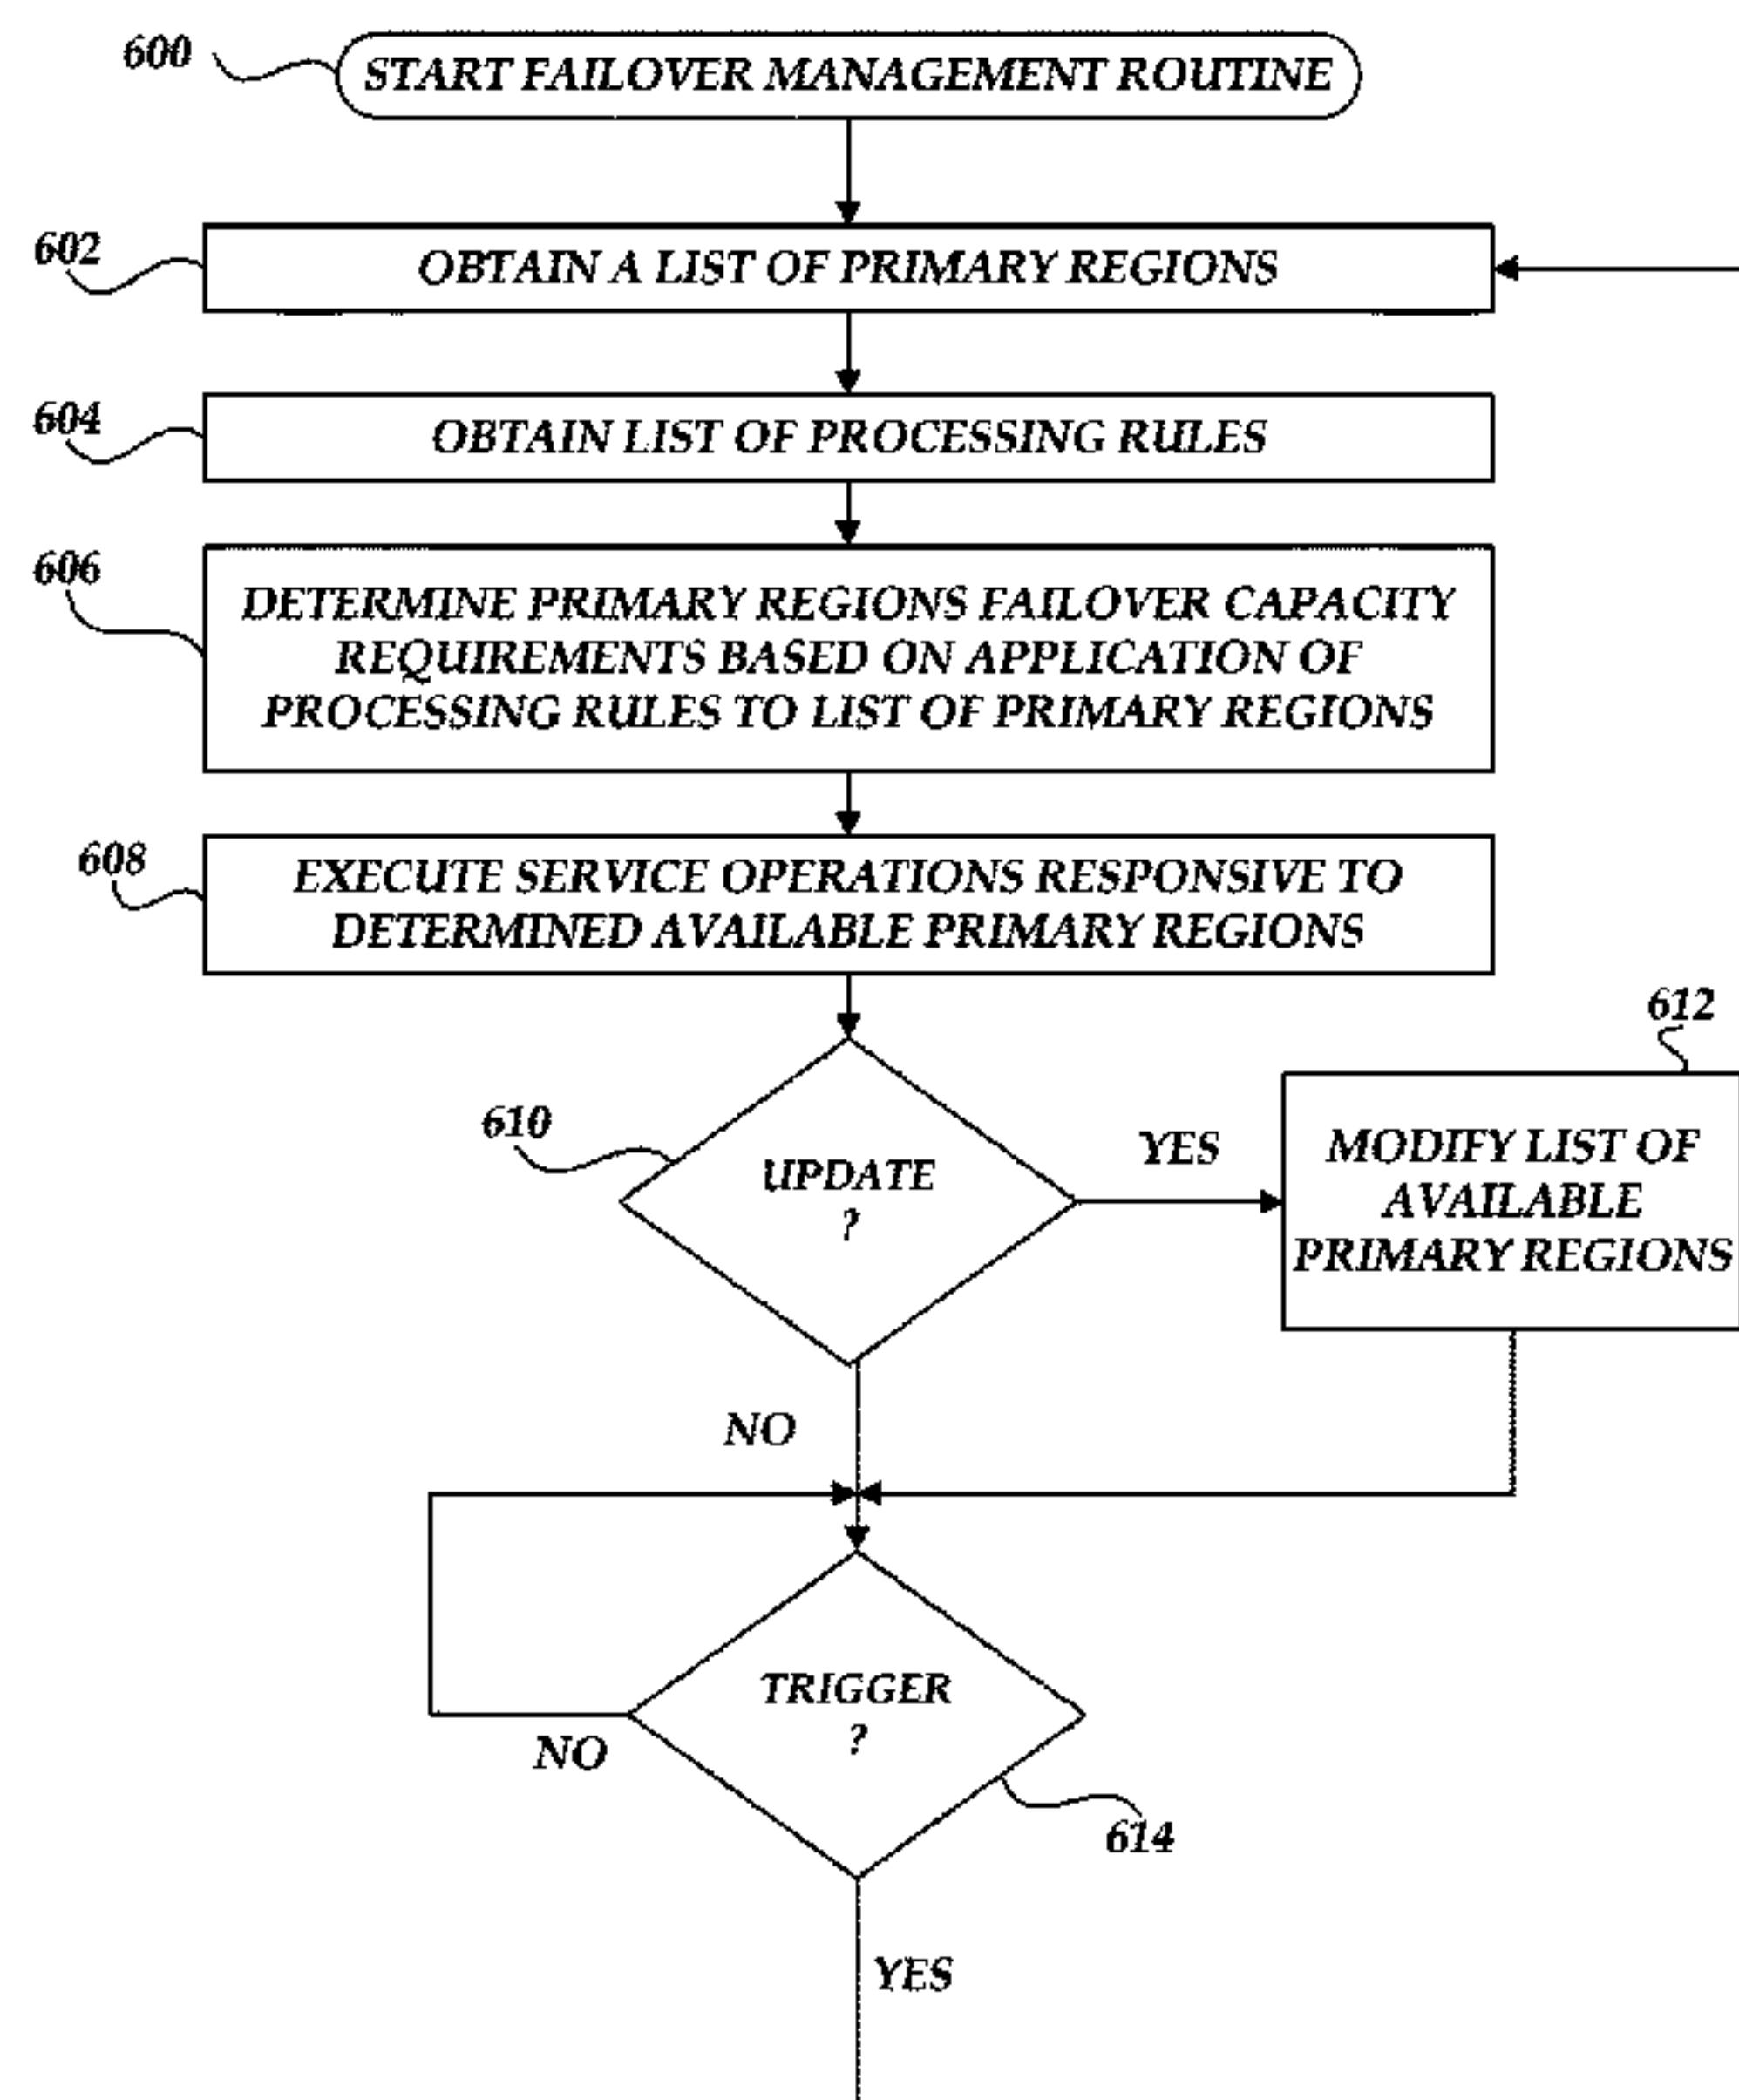 600
START FAILOVER MANAGEMENT ROUTINE
602
OBTAIN A LIST OF PRIMARY REGIONS
604
OBTAIN LIST OF PROCESSING RULES
606
DETERMINE PRIMARY REGIONS FAILOVER CAPACITY
REQUIREMENTS BASED ON APPLICATION OF
PROCESSING RULES TO LIST OF PRIMARY REGIONS
608
EXECUTE SERVICE OPERATIONS RESPONSIVE TO
DETERMINED AVAILABLE PRIMARY REGIONS
610
UPDATE
?
YES
612
MODIFY LIST OF
AVAILABLE
PRIMARY REGIONS
NO
TRIGGER
?
NO
614
YES